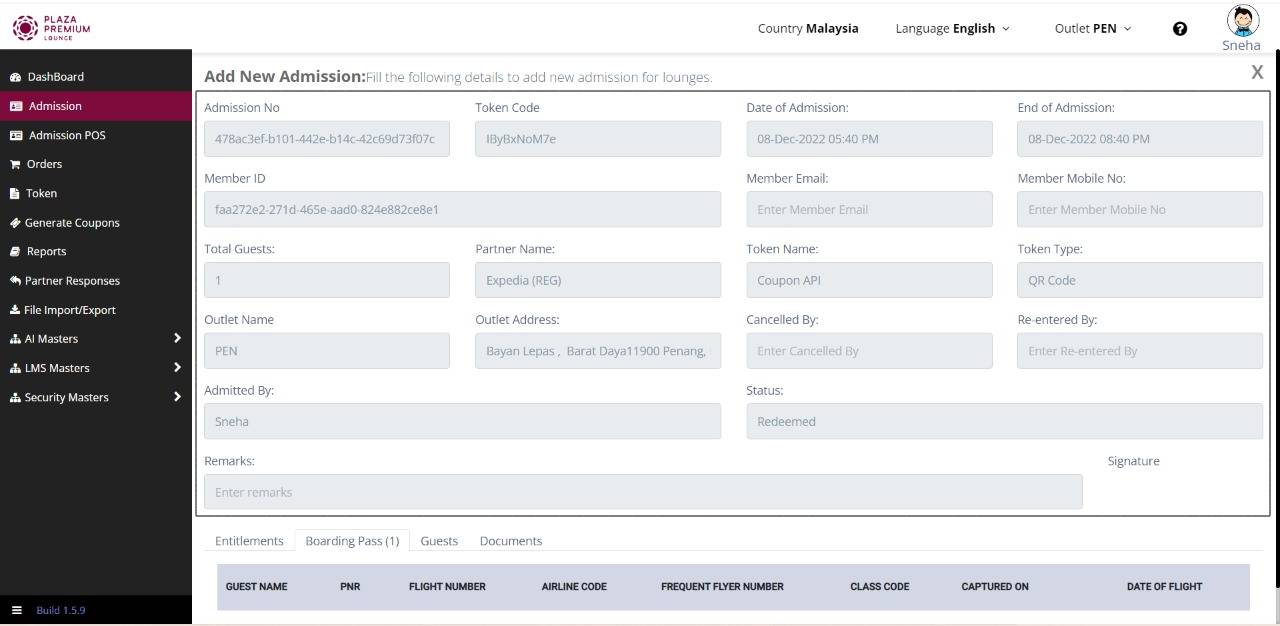 PLAZA PREMIUM LOUNGE
Country Malaysia
Language English
Outlet PEN
Sneha
DashBoard
Admission
Admission POS
Orders
Token
Generate Coupons
Reports
Partner Responses
File Import/Export
AI Masters
LMS Masters
Security Masters
Build 1.5.9
Add New Admission:Fill the following details to add new admission for lounges.
X
Admission No Token Code Date of Admission: End of Admission:
478ac3ef-b101-442e-b14c-42c69d73f07c IByBxNoM7e 08-Dec-2022 05:40 PM 08-Dec-2022 08:40 PM
Member ID Member Email: Member Mobile No:
faa272e2-271d-465e-aad0-824e882ce8e1 Enter Member Email Enter Member Mobile No
Total Guests: Partner Name: Token Name: Token Type:
1 Expedia (REG) Coupon API QR Code
Outlet Name Outlet Address: Cancelled By: Re-entered By:
PEN Bayan Lepas , Barat Daya11900 Penang, Enter Cancelled By Enter Re-entered By
Admitted By: Status:
Sneha Redeemed
Remarks: Signature
Enter remarks
Entitlements Boarding Pass (1) Guests Documents
GUEST NAME PNR FLIGHT NUMBER AIRLINE CODE FREQUENT FLYER NUMBER CLASS CODE CAPTURED ON DATE OF FLIGHT